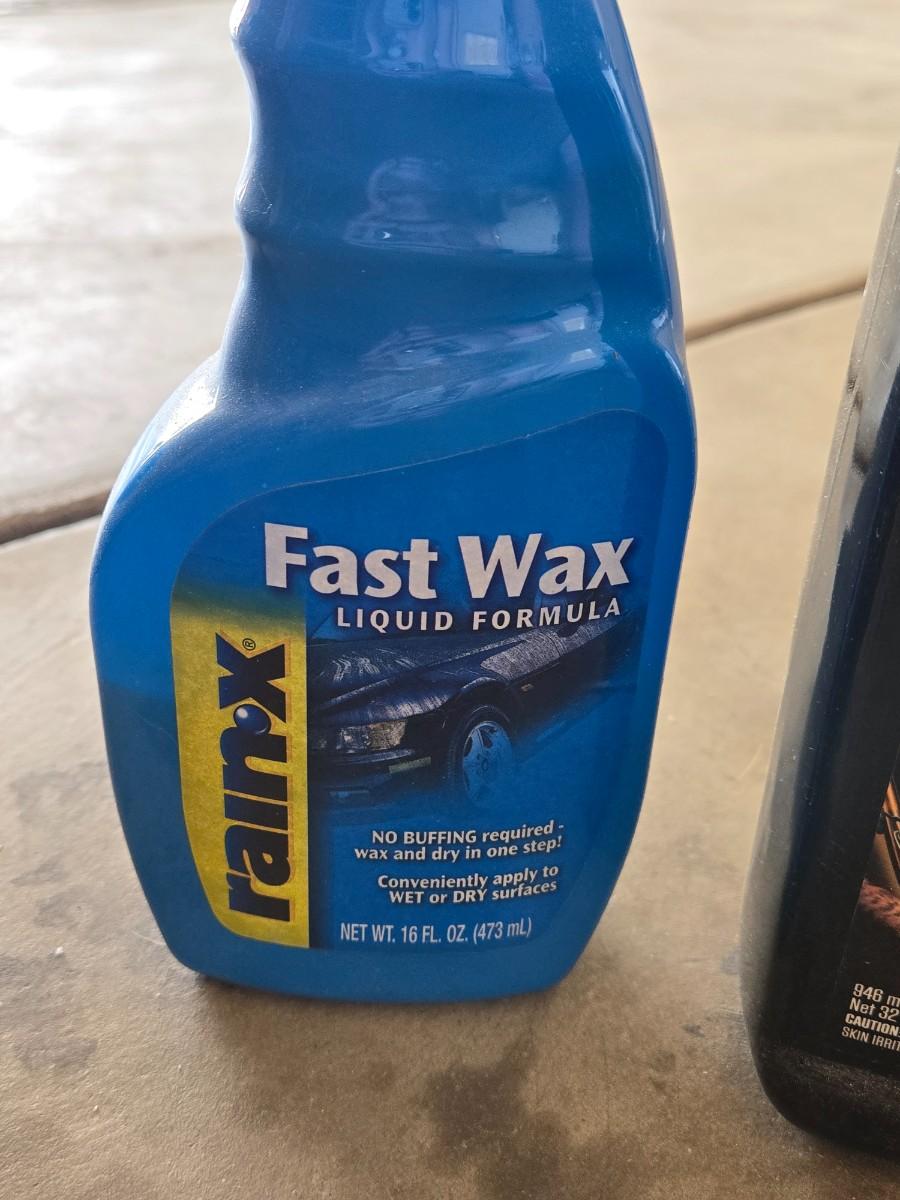 Fast Wax
LIQUID FORMULA
rain•x®
NO BUFFING required -
wax and dry in one step!
Conveniently apply to
WET or DRY surfaces
NET WT. 16 FL. OZ. (473 mL)
946 m
Net 32
CAUTION:
SKIN IRRIT